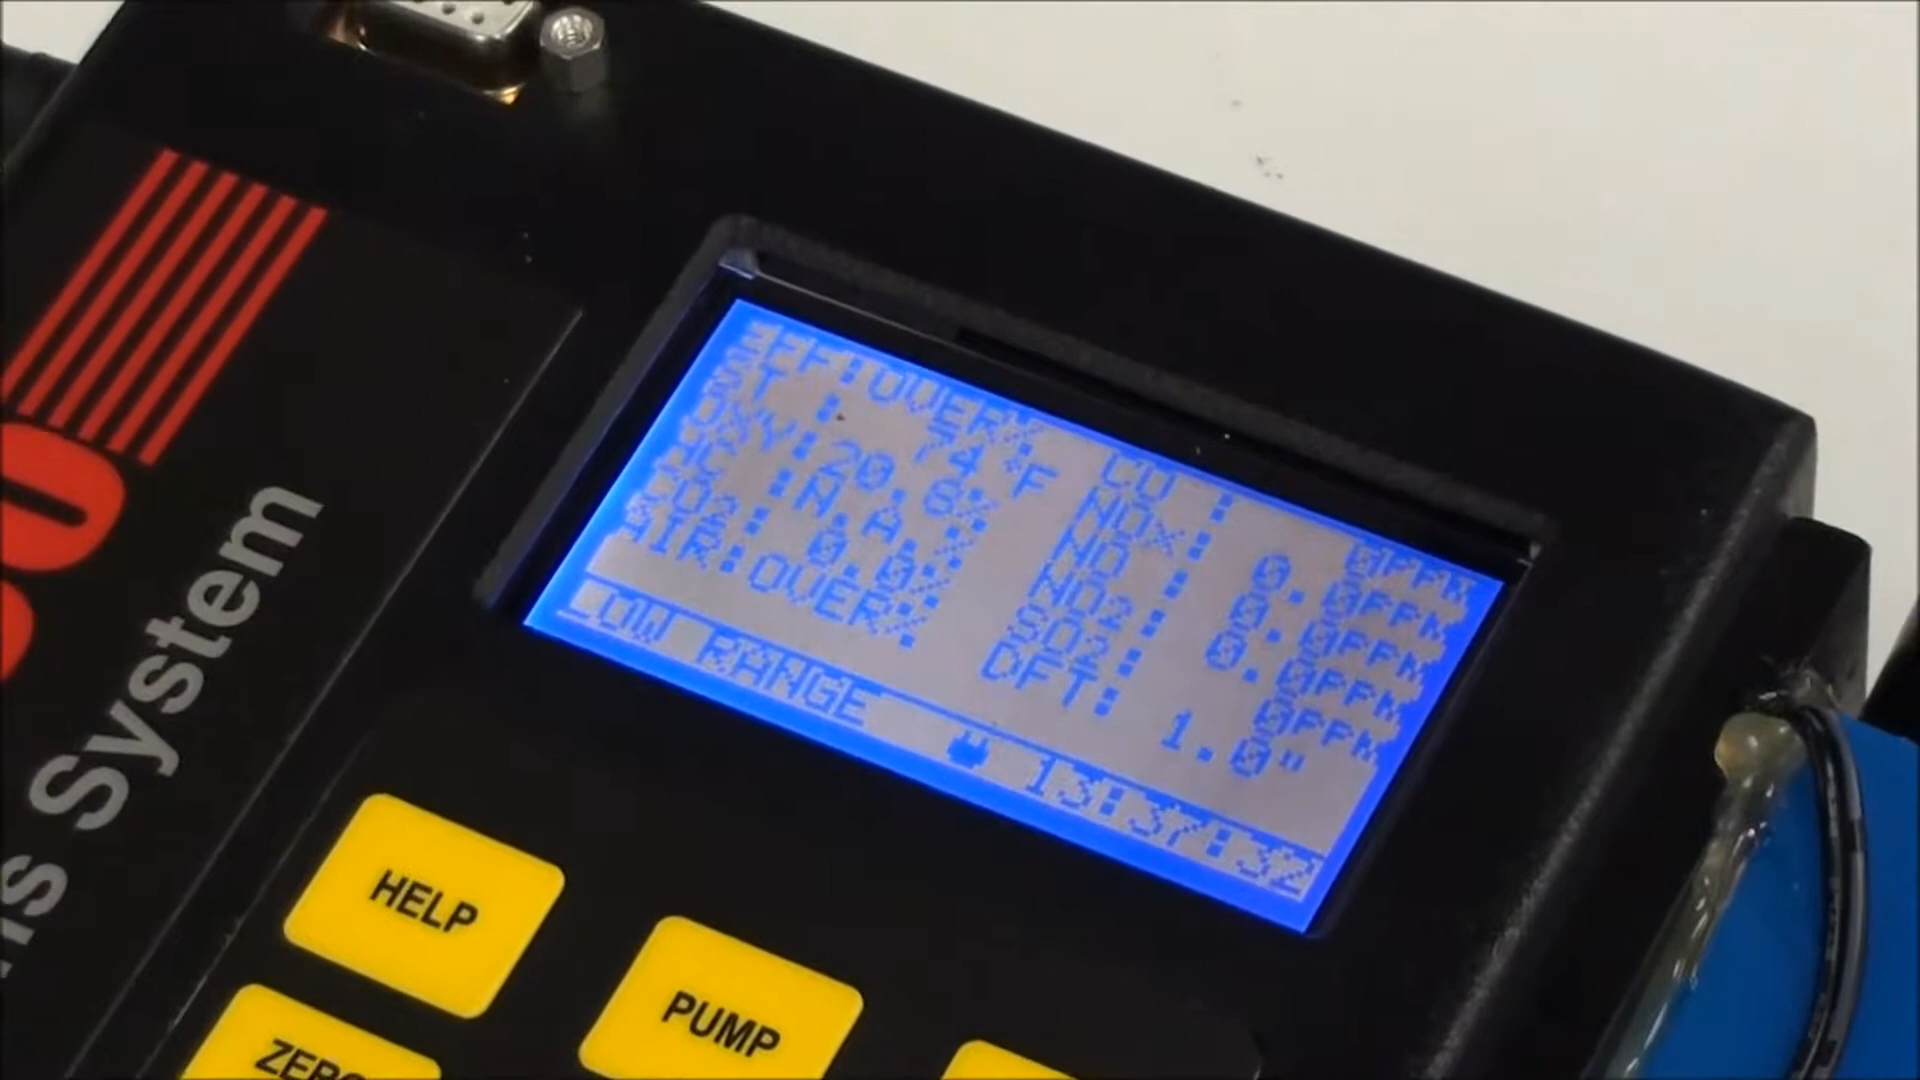 EFF:OVER% CO : 0PPM
ST : 74°F NOx: 0.0PPM
OXY:20.8% NO : 0.0PPM
HC :N.A.% NO2: 0.0PPM
CO2: 0.0% SO2: 0PPM
AIR:OVER% DFT: 1.0"
LOW RANGE 13:37:32
System
HELP
PUMP
ZERO